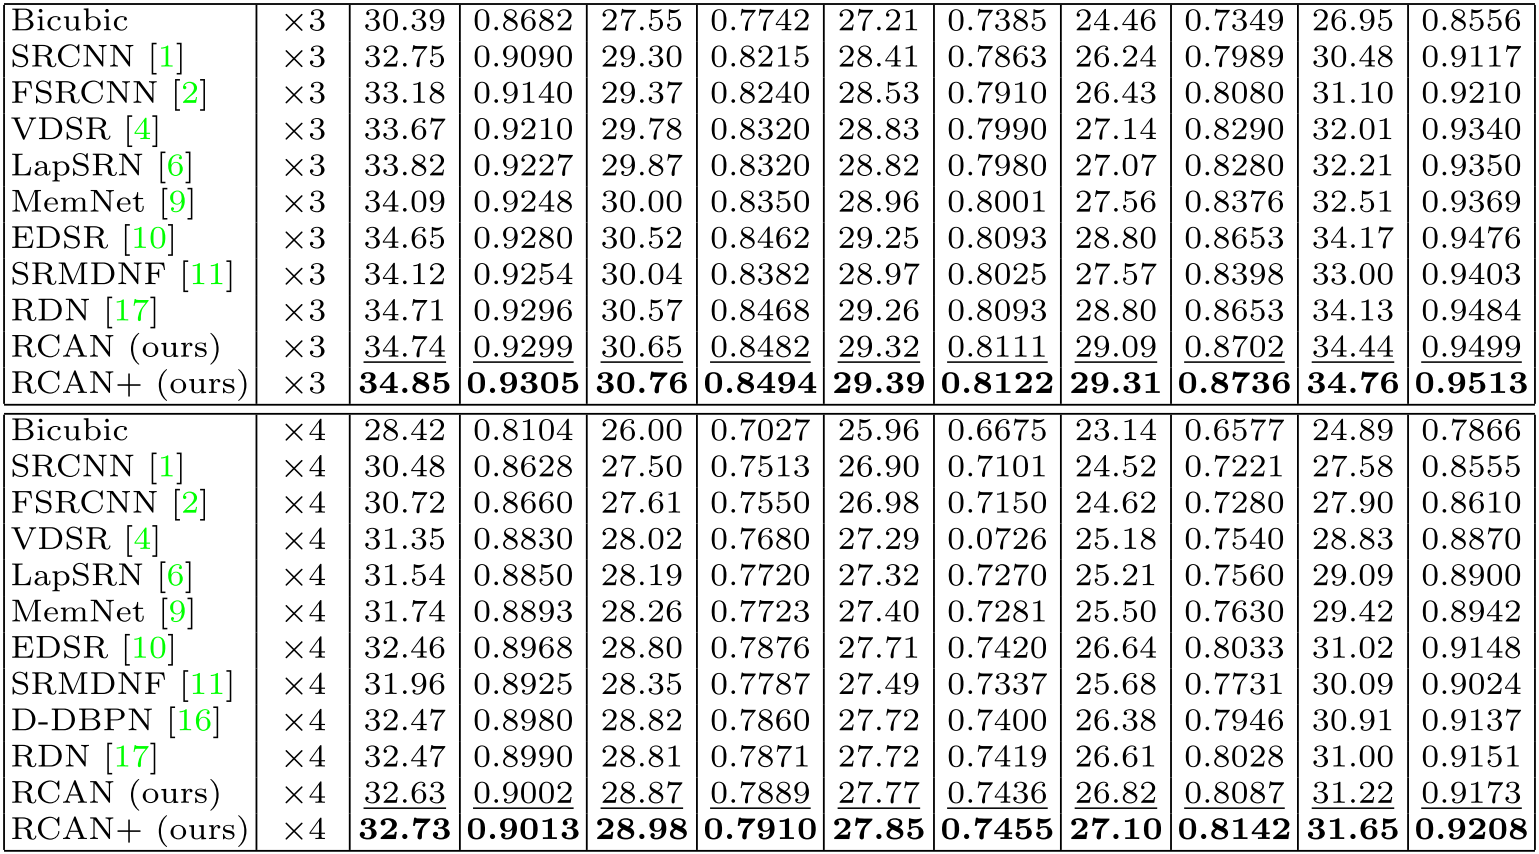 Bicubic ×3 30.39 0.8682 27.55 0.7742 27.21 0.7385 24.46 0.7349 26.95 0.8556
SRCNN [1] ×3 32.75 0.9090 29.30 0.8215 28.41 0.7863 26.24 0.7989 30.48 0.9117
FSRCNN [2] ×3 33.18 0.9140 29.37 0.8240 28.53 0.7910 26.43 0.8080 31.10 0.9210
VDSR [4] ×3 33.67 0.9210 29.78 0.8320 28.83 0.7990 27.14 0.8290 32.01 0.9340
LapSRN [6] ×3 33.82 0.9227 29.87 0.8320 28.82 0.7980 27.07 0.8280 32.21 0.9350
MemNet [9] ×3 34.09 0.9248 30.00 0.8350 28.96 0.8001 27.56 0.8376 32.51 0.9369
EDSR [10] ×3 34.65 0.9280 30.52 0.8462 29.25 0.8093 28.80 0.8653 34.17 0.9476
SRMDNF [11] ×3 34.12 0.9254 30.04 0.8382 28.97 0.8025 27.57 0.8398 33.00 0.9403
RDN [17] ×3 34.71 0.9296 30.57 0.8468 29.26 0.8093 28.80 0.8653 34.13 0.9484
RCAN (ours) ×3 34.74 0.9299 30.65 0.8482 29.32 0.8111 29.09 0.8702 34.44 0.9499
RCAN+ (ours) ×3 34.85 0.9305 30.76 0.8494 29.39 0.8122 29.31 0.8736 34.76 0.9513
Bicubic ×4 28.42 0.8104 26.00 0.7027 25.96 0.6675 23.14 0.6577 24.89 0.7866
SRCNN [1] ×4 30.48 0.8628 27.50 0.7513 26.90 0.7101 24.52 0.7221 27.58 0.8555
FSRCNN [2] ×4 30.72 0.8660 27.61 0.7550 26.98 0.7150 24.62 0.7280 27.90 0.8610
VDSR [4] ×4 31.35 0.8830 28.02 0.7680 27.29 0.0726 25.18 0.7540 28.83 0.8870
LapSRN [6] ×4 31.54 0.8850 28.19 0.7720 27.32 0.7270 25.21 0.7560 29.09 0.8900
MemNet [9] ×4 31.74 0.8893 28.26 0.7723 27.40 0.7281 25.50 0.7630 29.42 0.8942
EDSR [10] ×4 32.46 0.8968 28.80 0.7876 27.71 0.7420 26.64 0.8033 31.02 0.9148
SRMDNF [11] ×4 31.96 0.8925 28.35 0.7787 27.49 0.7337 25.68 0.7731 30.09 0.9024
D-DBPN [16] ×4 32.47 0.8980 28.82 0.7860 27.72 0.7400 26.38 0.7946 30.91 0.9137
RDN [17] ×4 32.47 0.8990 28.81 0.7871 27.72 0.7419 26.61 0.8028 31.00 0.9151
RCAN (ours) ×4 32.63 0.9002 28.87 0.7889 27.77 0.7436 26.82 0.8087 31.22 0.9173
RCAN+ (ours) ×4 32.73 0.9013 28.98 0.7910 27.85 0.7455 27.10 0.8142 31.65 0.9208